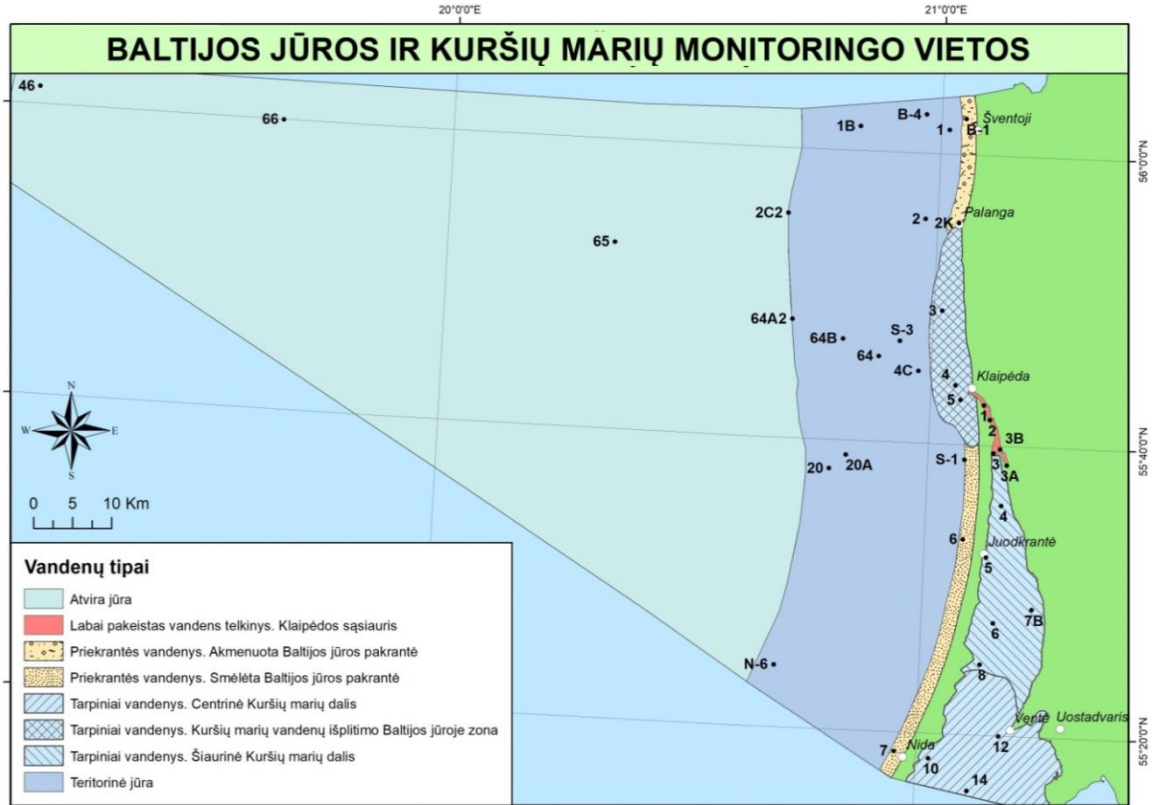 20°0'0"E
21°0'0"E
BALTIJOS JŪROS IR KURŠIŲ MARIŲ MONITORINGO VIETOS
46
66
1B
B-4
1
B-1
Šventoji
56°0'N
2C2
2
2K
Palanga
65
3
64A2
64B
S-3
64
4C
4
Klaipėda
5
1
2
3B
N
W
E
S
20
20A
S-1
3
3A
55°40'N
0 5 10 Km
4
6
Juodkrantė
5
7B
6
N-6
8
Ventė
Uostadvaris
12
7
Nida
10
14
55°20'0"N
Vandenų tipai
Atvira jūra
Labai pakeistas vandens telkinys. Klaipėdos sąsiauris
Priekrantės vandenys. Akmenuota Baltijos jūros pakrantė
Priekrantės vandenys. Smėlėta Baltijos jūros pakrantė
Tarpiniai vandenys. Centrinė Kuršių marių dalis
Tarpiniai vandenys. Kuršių marių vandenų išplitimo Baltijos jūroje zona
Tarpiniai vandenys. Šiaurinė Kuršių marių dalis
Teritorinė jūra